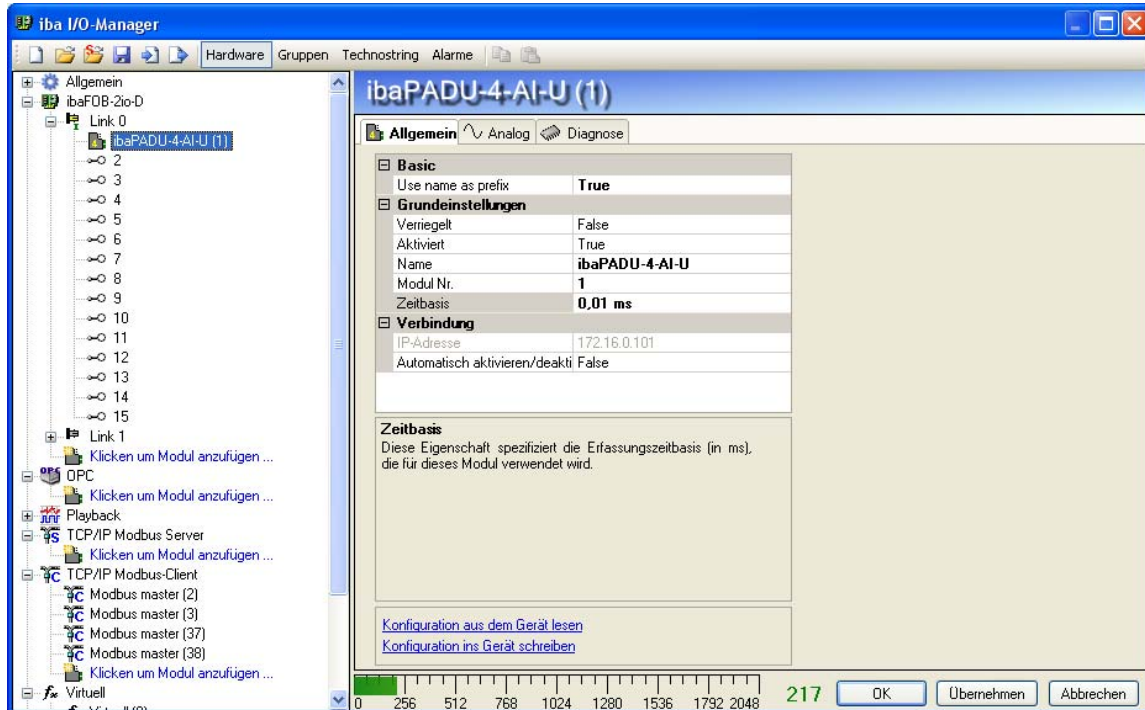 iba I/O-Manager
Hardware Gruppen Technostring Alarme
Allgemein
ibaFOB-2io-D
Link 0
ibaPADU-4-AI-U (1)
2
3
4
5
6
7
8
9
10
11
12
13
14
15
Link 1
Klicken um Modul anzufügen ...
OPC
Klicken um Modul anzufügen ...
Playback
TCP/IP Modbus Server
Klicken um Modul anzufügen ...
TCP/IP Modbus-Client
Modbus master (2)
Modbus master (3)
Modbus master (37)
Modbus master (38)
Klicken um Modul anzufügen ...
Virtuell
ibaPADU-4-AI-U (1)
Allgemein Analog Diagnose
Basic
Use name as prefix True
Grundeinstellungen
Verriegelt False
Aktiviert True
Name ibaPADU-4-AI-U
Modul Nr. 1
Zeitbasis 0,01 ms
Verbindung
IP-Adresse 172.16.0.101
Automatisch aktivieren/deakti False
Zeitbasis
Diese Eigenschaft spezifiziert die Erfassungszeitbasis (in ms),
die für dieses Modul verwendet wird.
Konfiguration aus dem Gerät lesen
Konfiguration ins Gerät schreiben
0 256 512 768 1024 1280 1536 1792 2048
217 OK Übernehmen Abbrechen